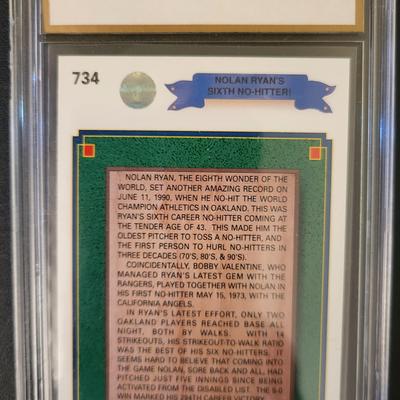 734
NOLAN RYAN'S
SIXTH NO-HITTER!
NOLAN RYAN, THE EIGHTH WONDER OF THE
WORLD, SET ANOTHER AMAZING RECORD ON
JUNE 11, 1990, WHEN HE NO-HIT THE WORLD
CHAMPION ATHLETICS IN OAKLAND. THIS WAS
RYAN'S SIXTH CAREER NO-HITTER COMING AT
THE TENDER AGE OF 43. THIS MADE HIM THE
OLDEST PITCHER TO TOSS A NO-HITTER, AND
THE FIRST PERSON TO HURL NO-HITTERS IN
THREE DECADES (70'S, 80'S, & 90'S).
COINCIDENTALLY, BOBBY VALENTINE, WHO
MANAGED RYAN'S LATEST GEM WITH THE
RANGERS, PLAYED TOGETHER WITH NOLAN IN
HIS FIRST NO-HITTER MAY 15, 1973, WITH THE
CALIFORNIA ANGELS.
IN RYAN'S LATEST EFFORT, ONLY TWO
OAKLAND PLAYERS REACHED BASE ALL
NIGHT, BOTH BY WALKS. WITH 14
STRIKEOUTS, HIS STRIKEOUT-TO-WALK RATIO
WAS THE BEST OF HIS SIX NO-HITTERS. IT
SEEMS HARD TO BELIEVE THAT COMING INTO
THE GAME NOLAN, SORE BACK AND ALL, HAD
PITCHED JUST FIVE INNINGS SINCE BEING
ACTIVATED FROM THE DISABLED LIST. THE 5-0
WIN MARKED HIS 294TH CAREER VICTORY.